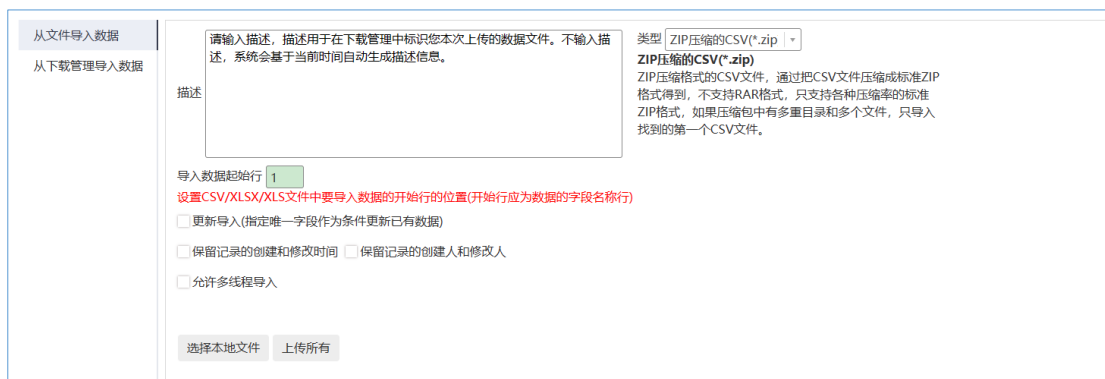 从文件导入数据
从下载管理导入数据
描述
请输入描述，描述用于在下载管理中标识您本次上传的数据文件。不输入描
述，系统会基于当前时间自动生成描述信息。
类型 ZIP压缩的CSV(*.zip
ZIP压缩的CSV(*.zip)
ZIP压缩格式的CSV文件，通过把CSV文件压缩成标准ZIP
格式得到，不支持RAR格式，只支持各种压缩率的标准
ZIP格式，如果压缩包中有多重目录和多个文件，只导入
找到的第一个CSV文件。
导入数据起始行 1
设置CSV/XLSX/XLS文件中要导入数据的开始行的位置(开始行应为数据的字段名称行)
更新导入(指定唯一字段作为条件更新已有数据)
保留记录的创建和修改时间 保留记录的创建人和修改人
允许多线程导入
选择本地文件 上传所有